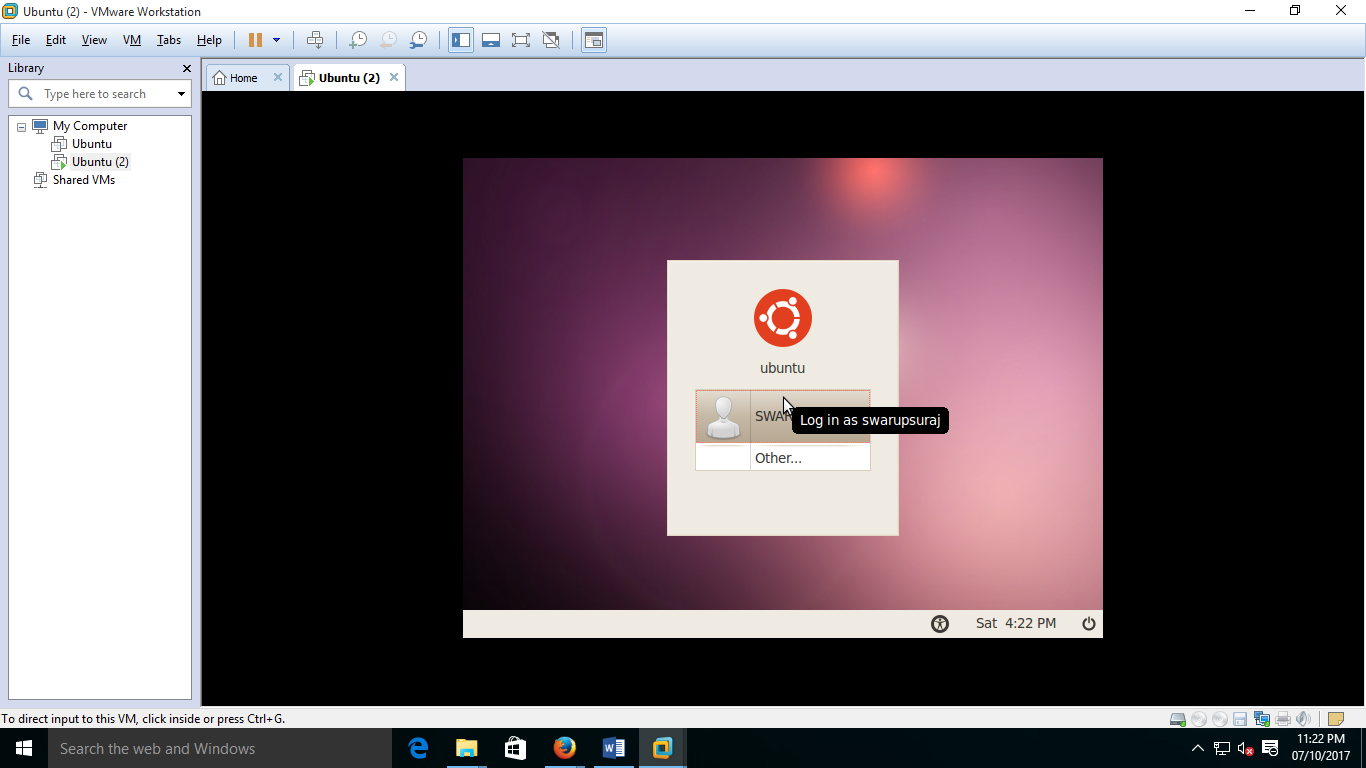 Ubuntu (2) - VMware Workstation
File Edit View VM Tabs Help
Library
Type here to search
My Computer
Ubuntu
Ubuntu (2)
Shared VMs
Home
Ubuntu (2)
ubuntu
Log in as swarupsuraj
Other...
Sat 4:22 PM
To direct input to this VM, click inside or press Ctrl+G.
Search the web and Windows
11:22 PM
07/10/2017